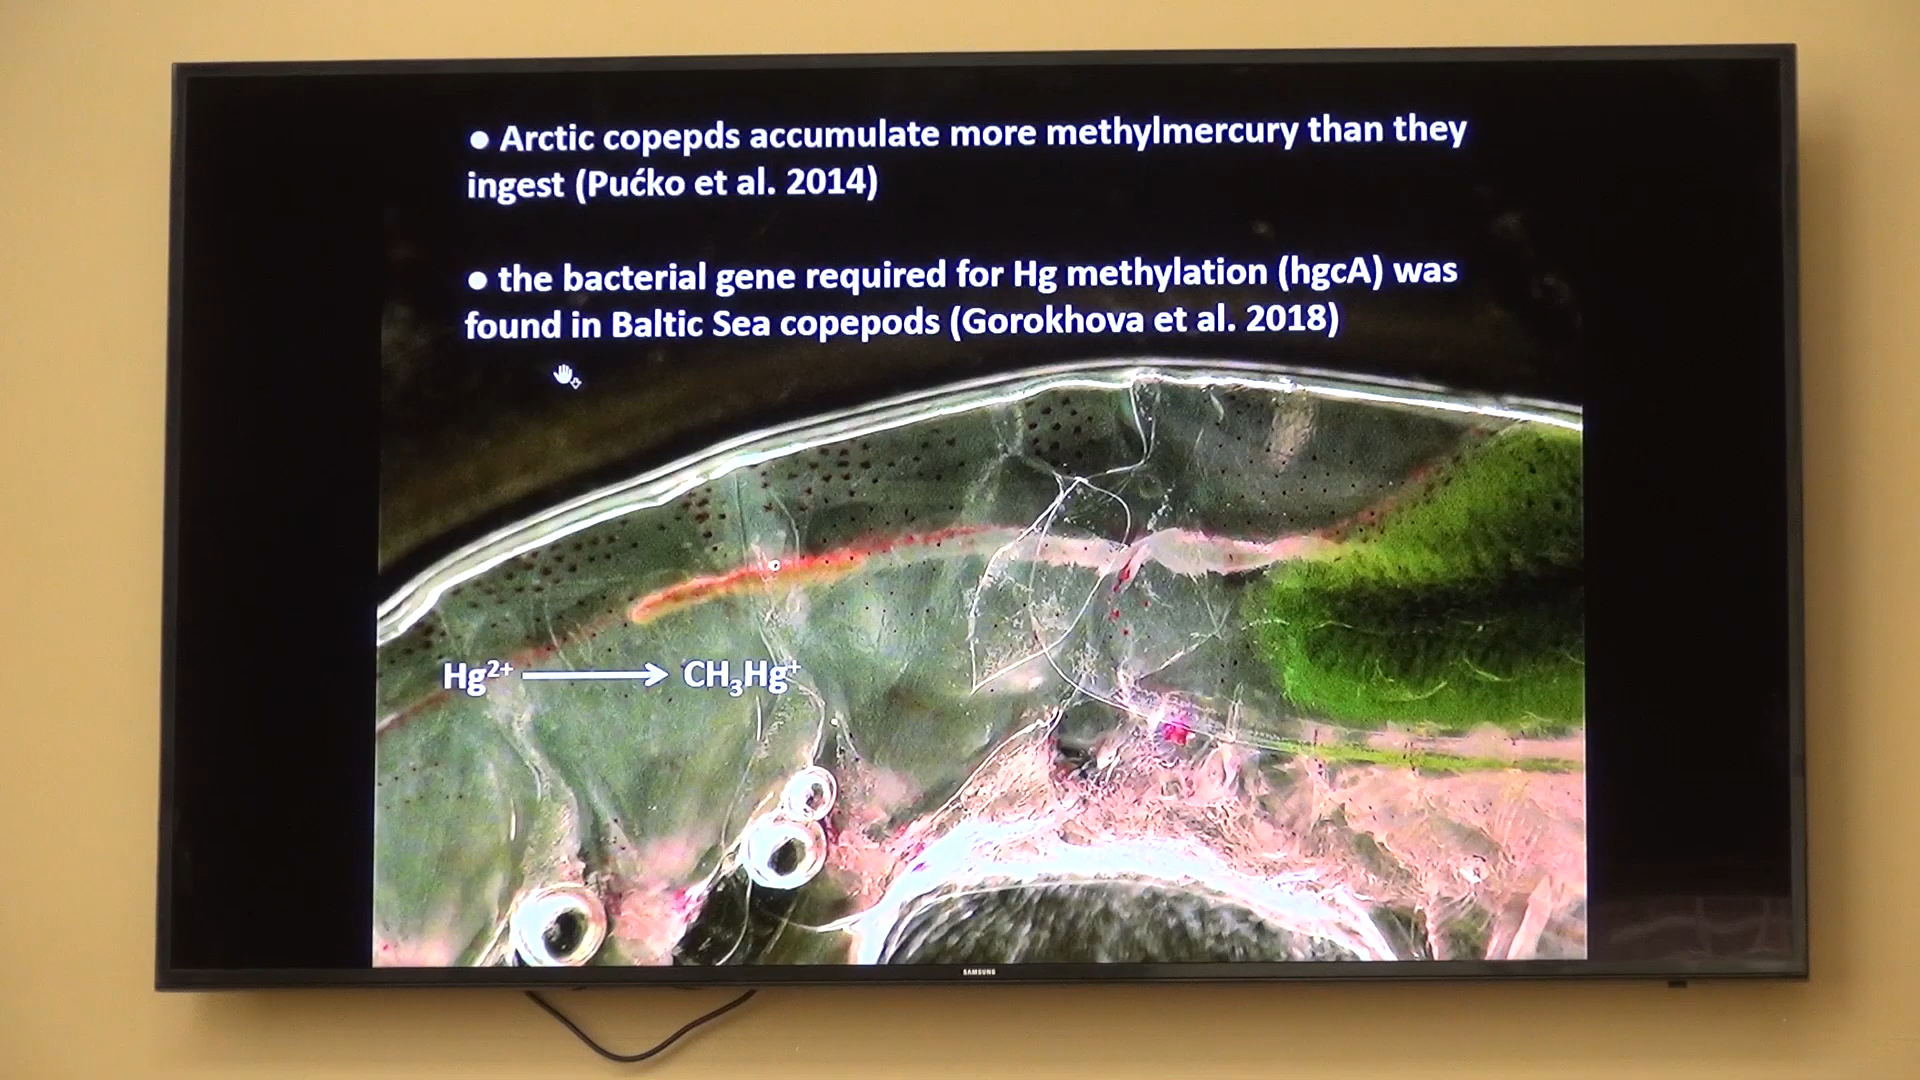 ● Arctic copepds accumulate more methylmercury than they
ingest (Pućko et al. 2014)
● the bacterial gene required for Hg methylation (hgcA) was
found in Baltic Sea copepods (Gorokhova et al. 2018)
Hg²⁺ ⟶ CH₃Hg⁺
SAMSUNG